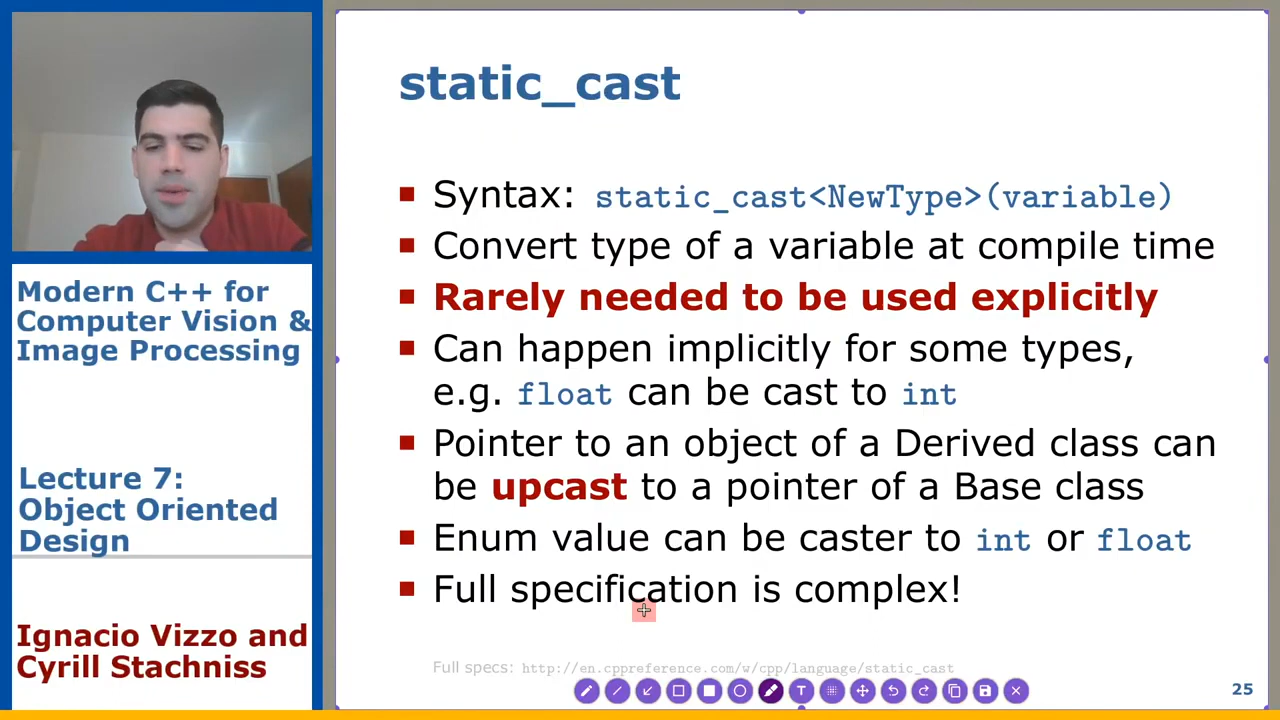 static_cast
Syntax: static_cast<NewType>(variable)
Convert type of a variable at compile time
Rarely needed to be used explicitly
Can happen implicitly for some types,
e.g. float can be cast to int
Pointer to an object of a Derived class can
be upcast to a pointer of a Base class
Enum value can be caster to int or float
Full specification is complex!
Full specs: http://en.cppreference.com/w/cpp/language/static_cast
25
Modern C++ for
Computer Vision &
Image Processing
Lecture 7:
Object Oriented
Design
Ignacio Vizzo and
Cyrill Stachniss
T